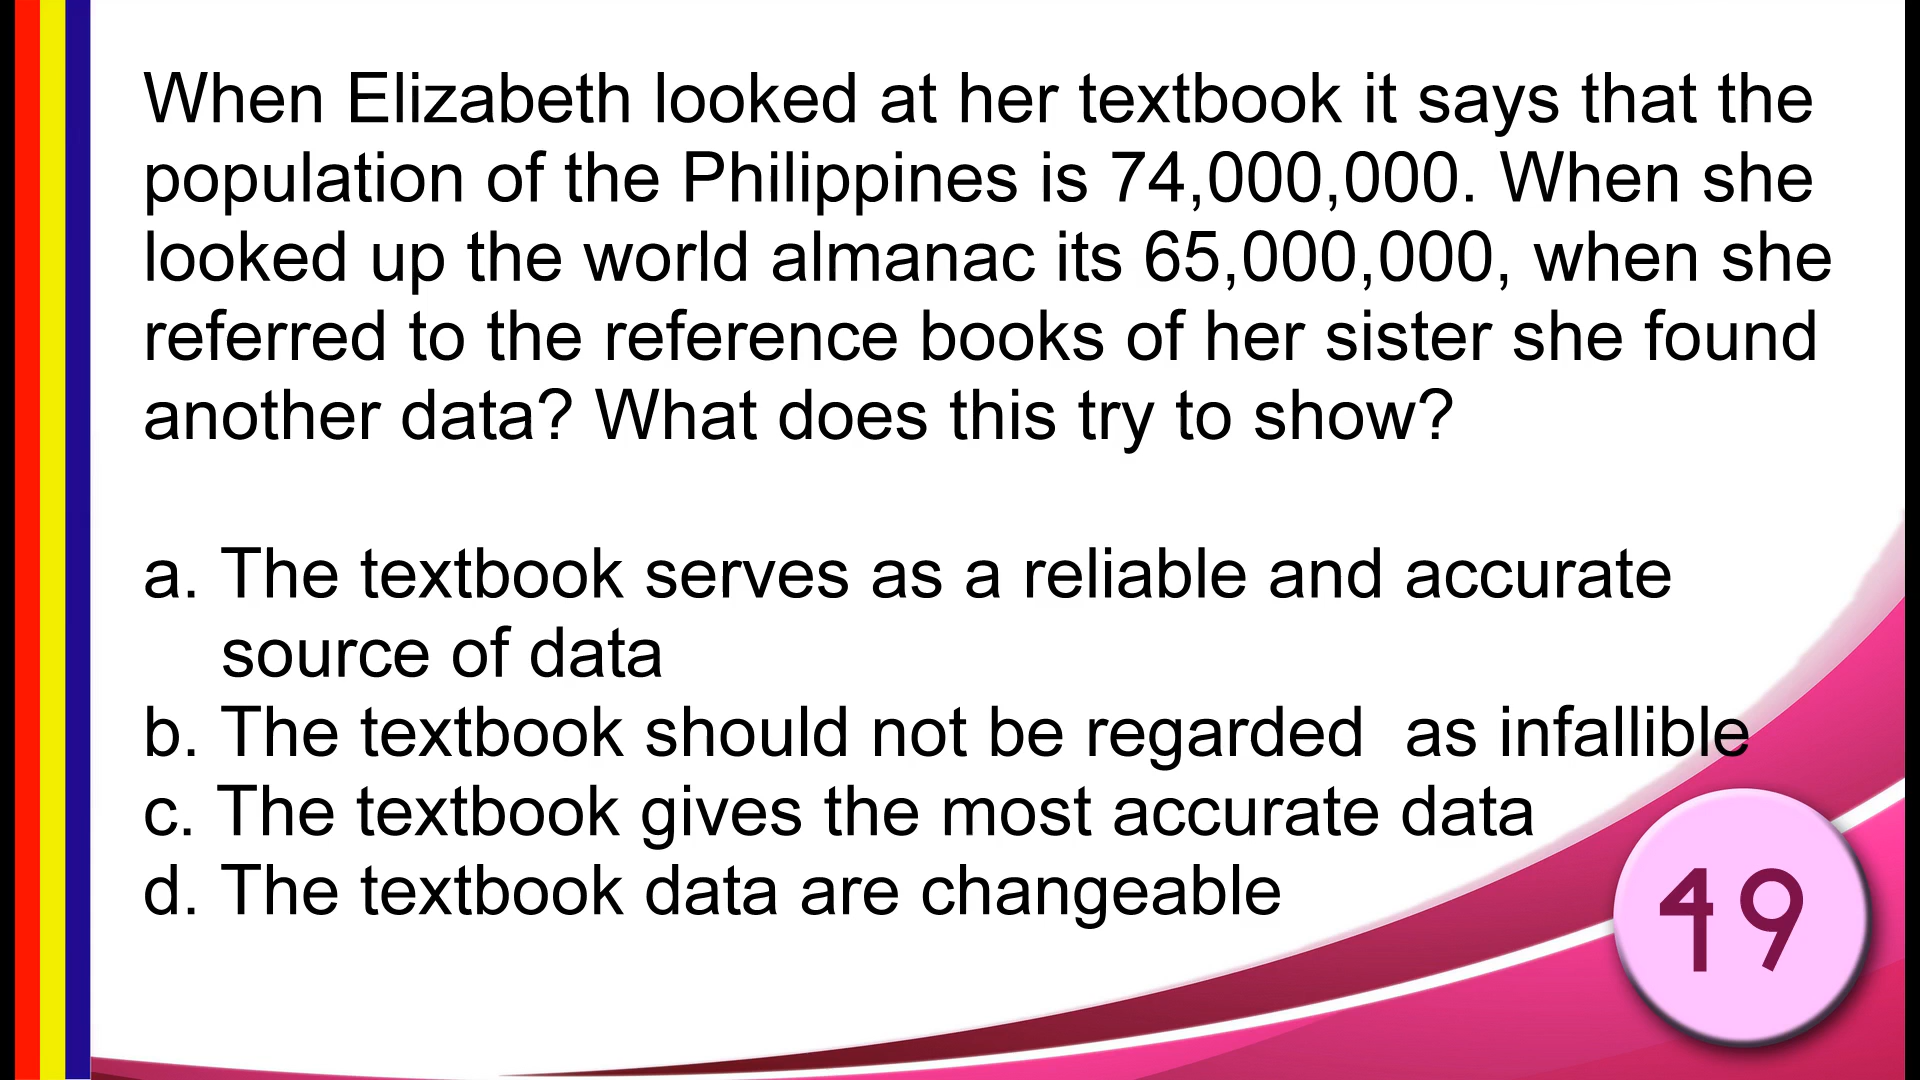 When Elizabeth looked at her textbook it says that the
population of the Philippines is 74,000,000. When she
looked up the world almanac its 65,000,000, when she
referred to the reference books of her sister she found
another data? What does this try to show?
a. The textbook serves as a reliable and accurate
source of data
b. The textbook should not be regarded  as infallible
c. The textbook gives the most accurate data
d. The textbook data are changeable
49